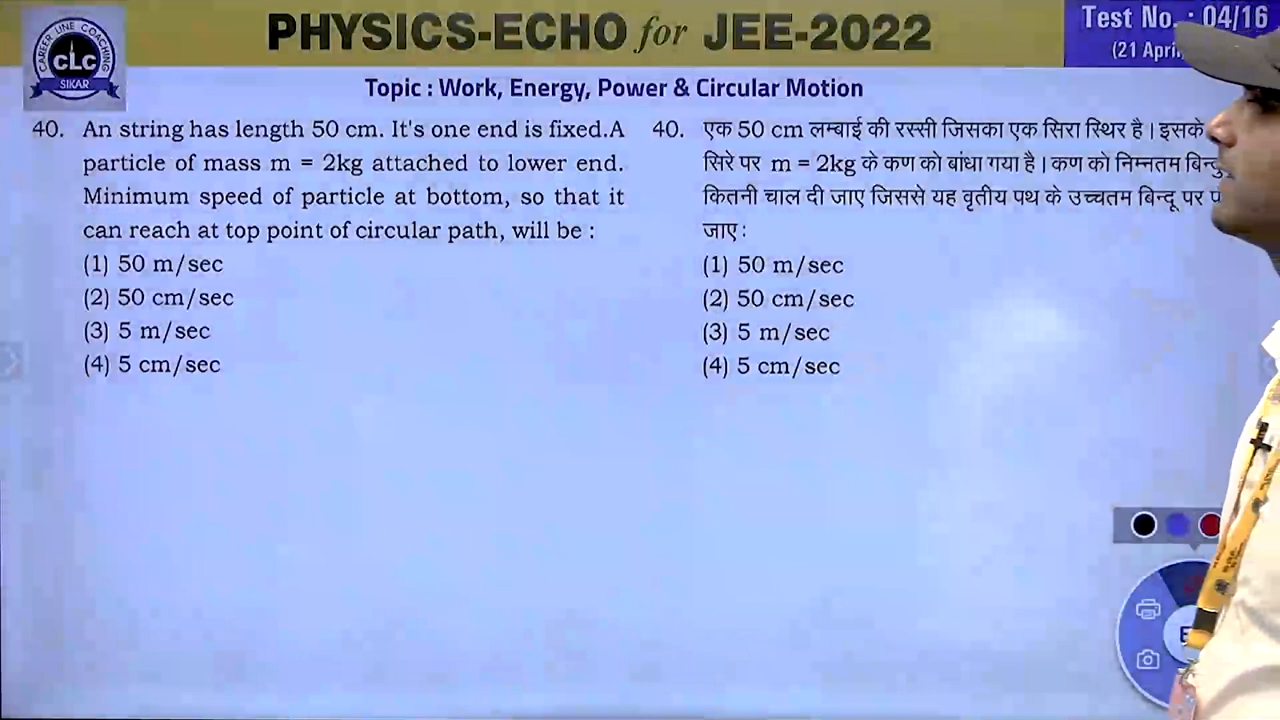 PHYSICS-ECHO for JEE-2022
Test No. : 04/16
(21 April
CAREER LINE COACHING
CLC
SIKAR
Topic : Work, Energy, Power & Circular Motion
40. An string has length 50 cm. It's one end is fixed.A
particle of mass m = 2kg attached to lower end.
Minimum speed of particle at bottom, so that it
can reach at top point of circular path, will be :
(1) 50 m/sec
(2) 50 cm/sec
(3) 5 m/sec
(4) 5 cm/sec
40. एक 50 cm लम्बाई की रस्सी जिसका एक सिरा स्थिर है। इसके
सिरे पर m = 2kg के कण को बांधा गया है। कण को निम्नतम
कितनी चाल दी जाए जिससे यह वृतीय पथ के उच्चतम बिन्दू पर
जाए :
(1) 50 m/sec
(2) 50 cm/sec
(3) 5 m/sec
(4) 5 cm/sec